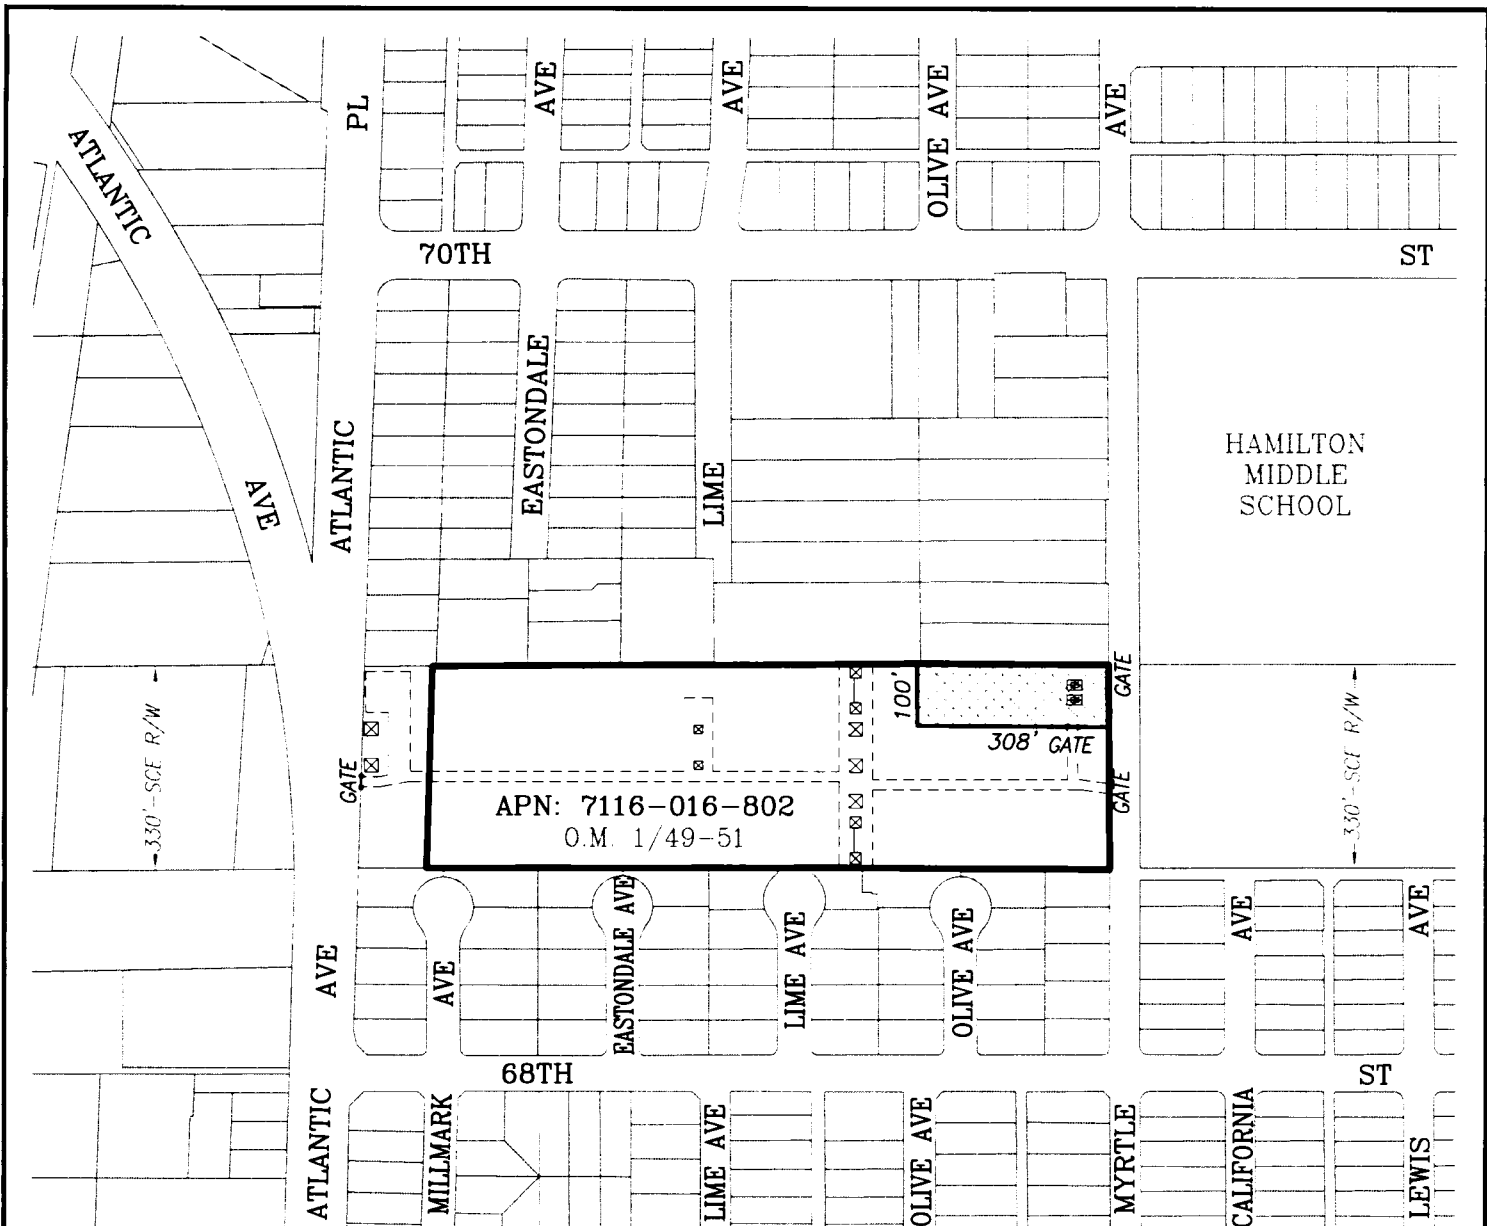 PL
AVE
AVE
OLIVE AVE
AVE
ATLANTIC
AVE
70TH ST
ATLANTIC
EASTONDALE
LIME
HAMILTON
MIDDLE
SCHOOL
GATE
100'
308' GATE
GATE
GATE
330'-SCE R/W
330'-SCE R/W
APN: 7116-016-802
O.M. 1/49-51
AVE
AVE
EASTONDALE AVE
LIME AVE
OLIVE AVE
AVE
AVE
68TH ST
ATLANTIC
MILLMARK
LIME AVE
OLIVE AVE
MYRTLE
CALIFORNIA
LEWIS